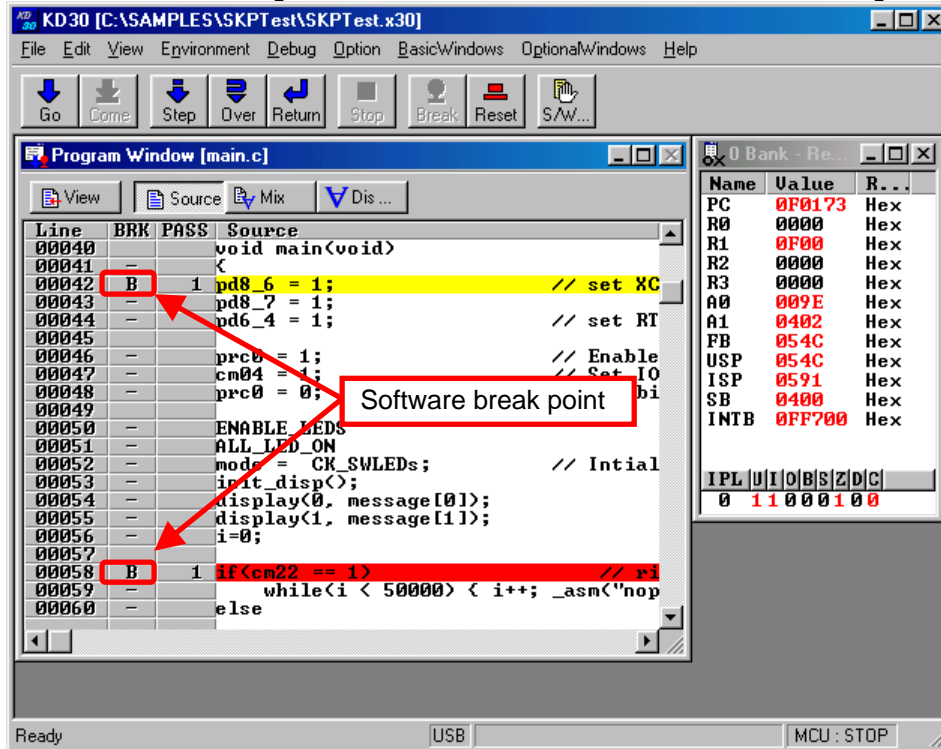 KD30 [C:\SAMPLES\SKPTest\SKPTest.x30]
File Edit View Environment Debug Option BasicWindows OptionalWindows Help
Go Come Step Over Return Stop Break Reset S/W...
Program Window [main.c]
View Source Mix Dis ...
Line BRK PASS Source
00040 void main(void)
00041 - {
00042 B 1 pd8_6 = 1; // set XC
00043 - pd8_7 = 1;
00044 - pd6_4 = 1; // set RT
00045
00046 - prc0 = 1; // Enable
00047 - cm04 = 1; // Set IO
00048 - prc0 = 0; bi
00049
00050 - ENABLE_LEDS
00051 - ALL_LED_ON
00052 - mode = CK_SWLEDs; // Intial
00053 - init_disp();
00054 - display(0, message[0]);
00055 - display(1, message[1]);
00056 - i=0;
00057
00058 B 1 if(cm22 == 1) // ri
00059 - while(i < 50000) { i++; _asm("nop
00060 - else
Software break point
0 Bank - Re...
Name Value R...
PC 0F0173 Hex
R0 0000 Hex
R1 0F00 Hex
R2 0000 Hex
R3 0000 Hex
A0 009E Hex
A1 0402 Hex
FB 054C Hex
USP 054C Hex
ISP 0591 Hex
SB 0400 Hex
INTB 0FF700 Hex
IPL U I O B S Z D C
0 1 1 0 0 0 1 0 0
Ready USB MCU : STOP